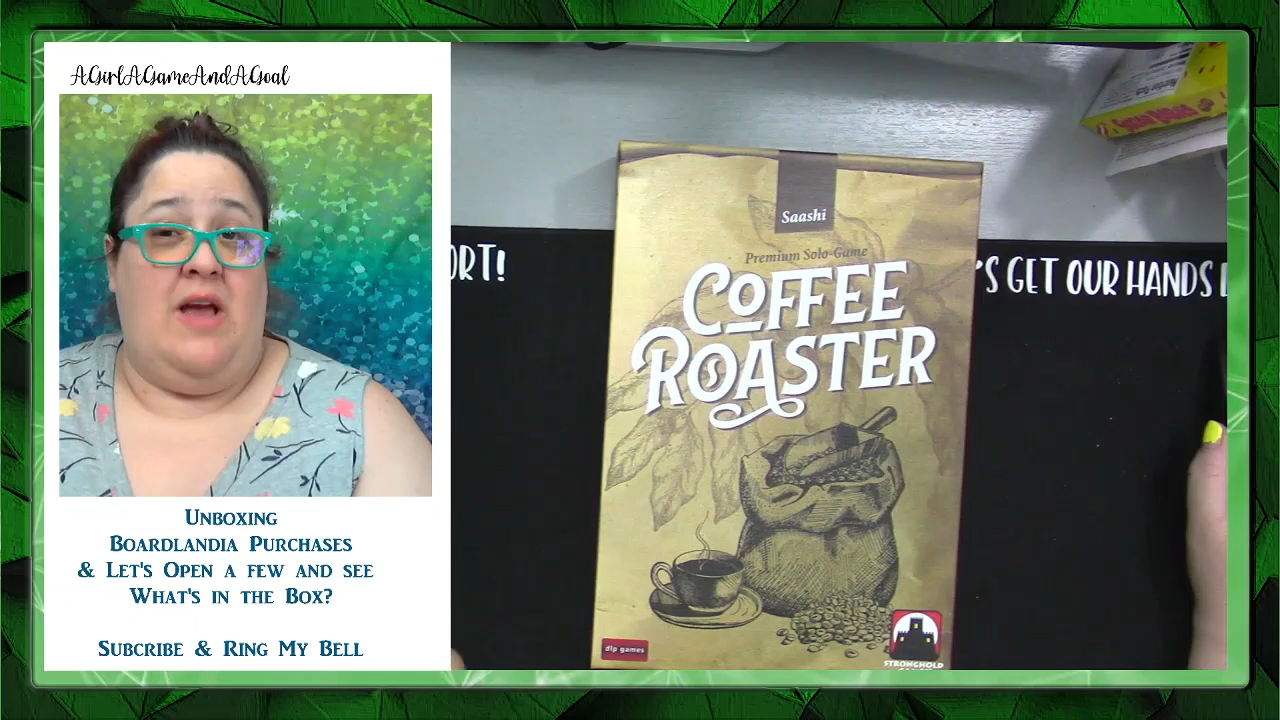 AGirlAGameAndAGoal
Unboxing
Boardlandia Purchases
& Let's Open a few and see
What's in the Box?
Subcribe & Ring My Bell
ORT!
Saashi
Premium Solo-Game
COFFEE
ROASTER
dlp games
STRONGHOLD
'S GET OUR HANDS